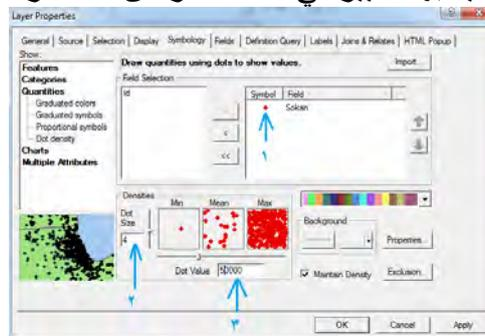 Layer Properties
General | Source | Selection | Display | Symbology | Fields | Definition Query | Labels | Joins & Relates | HTML Popup
Show:
Features
Categories
Quantities
Graduated colors
Graduated symbols
Proportional symbols
Dot density
Charts
Multiple Attributes
Draw quantities using dots to show values.
Import...
Field Selection
Id
Symbol Field
Sokan
<
<<
١
Densities
Min Mean Max
Dot Size
4
Dot Value 50000
Background
Properties...
Maintain Density
Exclusion...
٢
٣
OK Cancel Apply